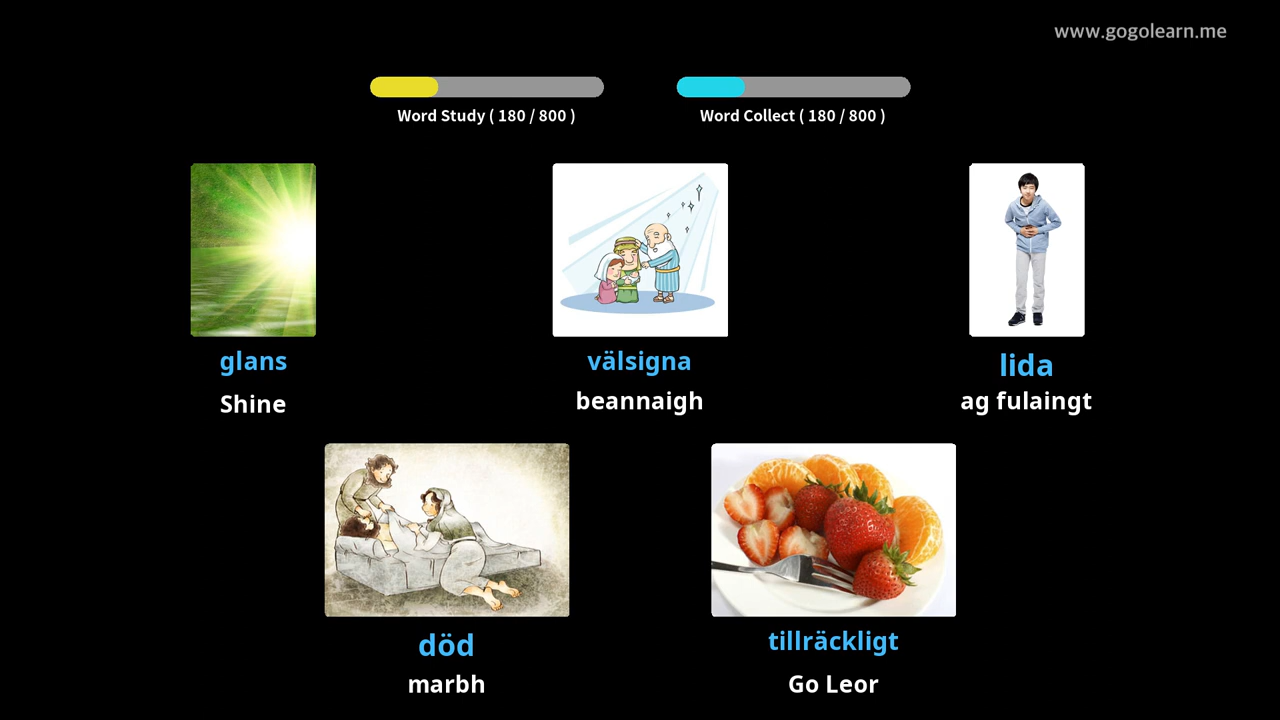 www.gogolearn.me
Word Study ( 180 / 800 )
Word Collect ( 180 / 800 )
glans
Shine
välsigna
beannaigh
lida
ag fulaingt
död
marbh
tillräckligt
Go Leor